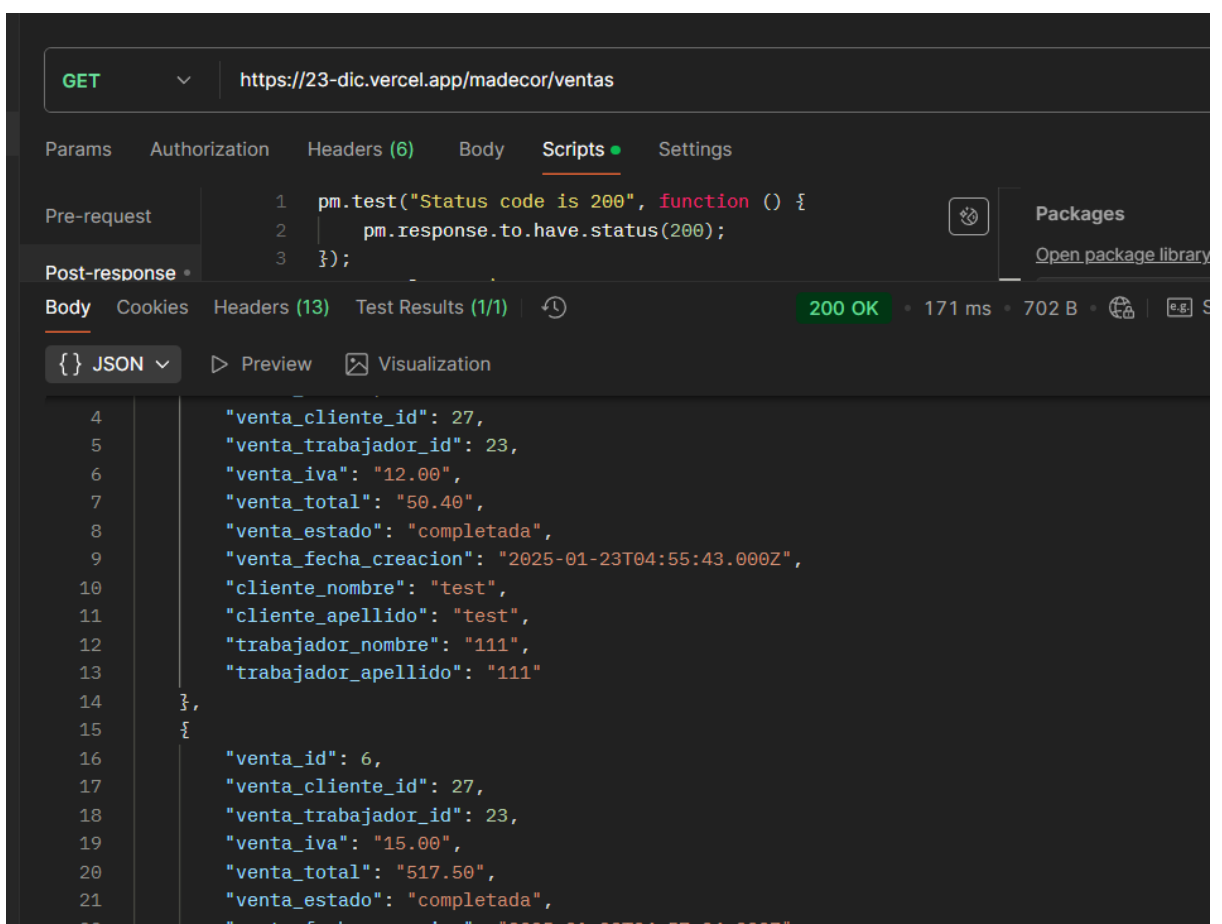 GET https://23-dic.vercel.app/madecor/ventas
Params Authorization Headers (6) Body Scripts Settings
Pre-request
Post-response
1 pm.test("Status code is 200", function () {
2 pm.response.to.have.status(200);
3 });
Packages
Open package library
Body Cookies Headers (13) Test Results (1/1) 200 OK 171 ms 702 B e.g. S
{} JSON Preview Visualization
4 "venta_cliente_id": 27,
5 "venta_trabajador_id": 23,
6 "venta_iva": "12.00",
7 "venta_total": "50.40",
8 "venta_estado": "completada",
9 "venta_fecha_creacion": "2025-01-23T04:55:43.000Z",
10 "cliente_nombre": "test",
11 "cliente_apellido": "test",
12 "trabajador_nombre": "111",
13 "trabajador_apellido": "111"
14 },
15 {
16 "venta_id": 6,
17 "venta_cliente_id": 27,
18 "venta_trabajador_id": 23,
19 "venta_iva": "15.00",
20 "venta_total": "517.50",
21 "venta_estado": "completada",